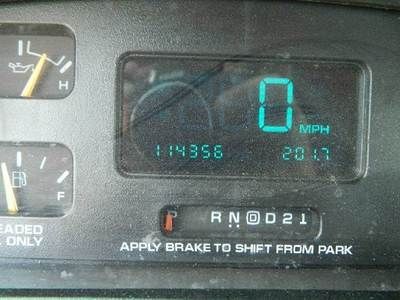 H
0 MPH
114356 201.7
F
EADED
ONLY
P R N D D 2 1
APPLY BRAKE TO SHIFT FROM PARK